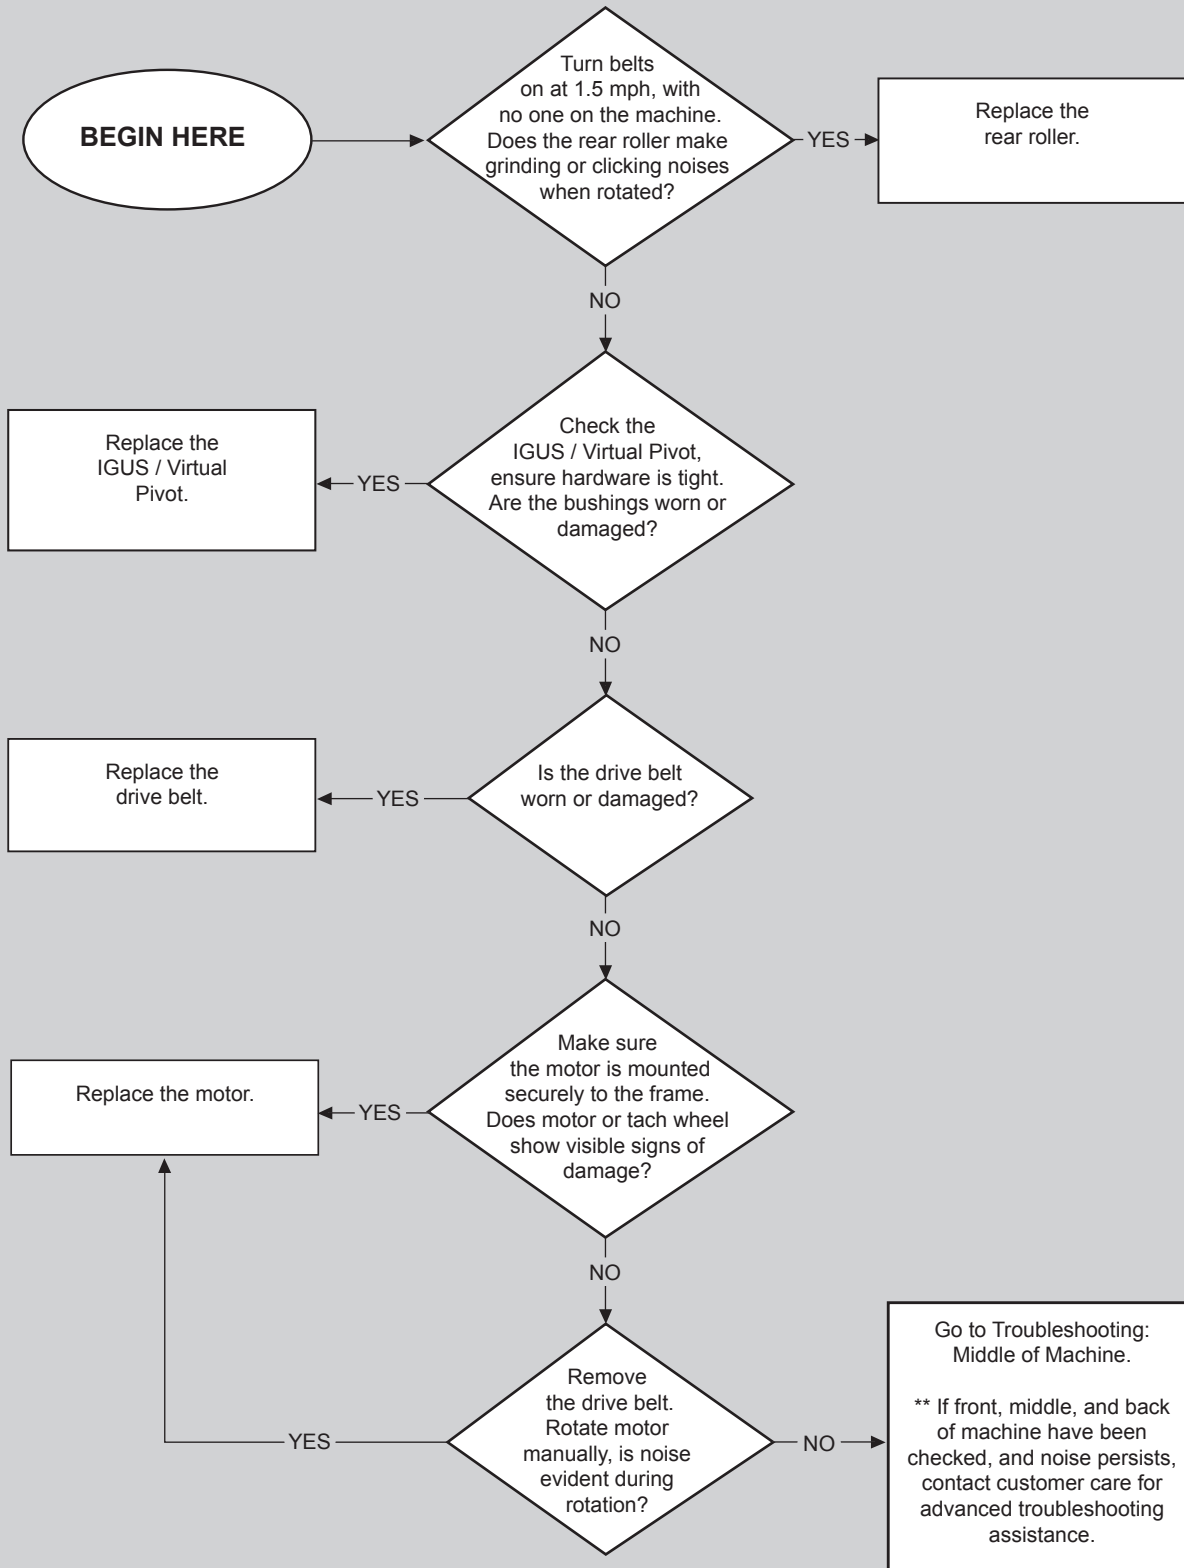 BEGIN HERE
Turn belts
on at 1.5 mph, with
no one on the machine.
Does the rear roller make
grinding or clicking noises
when rotated?
YES
Replace the
rear roller.
NO
Check the
IGUS / Virtual Pivot,
ensure hardware is tight.
Are the bushings worn or
damaged?
YES
Replace the
IGUS / Virtual
Pivot.
NO
Is the drive belt
worn or damaged?
YES
Replace the
drive belt.
NO
Make sure
the motor is mounted
securely to the frame.
Does motor or tach wheel
show visible signs of
damage?
YES
Replace the motor.
NO
Remove
the drive belt.
Rotate motor
manually, is noise
evident during
rotation?
YES
NO
Go to Troubleshooting:
Middle of Machine.
** If front, middle, and back
of machine have been
checked, and noise persists,
contact customer care for
advanced troubleshooting
assistance.